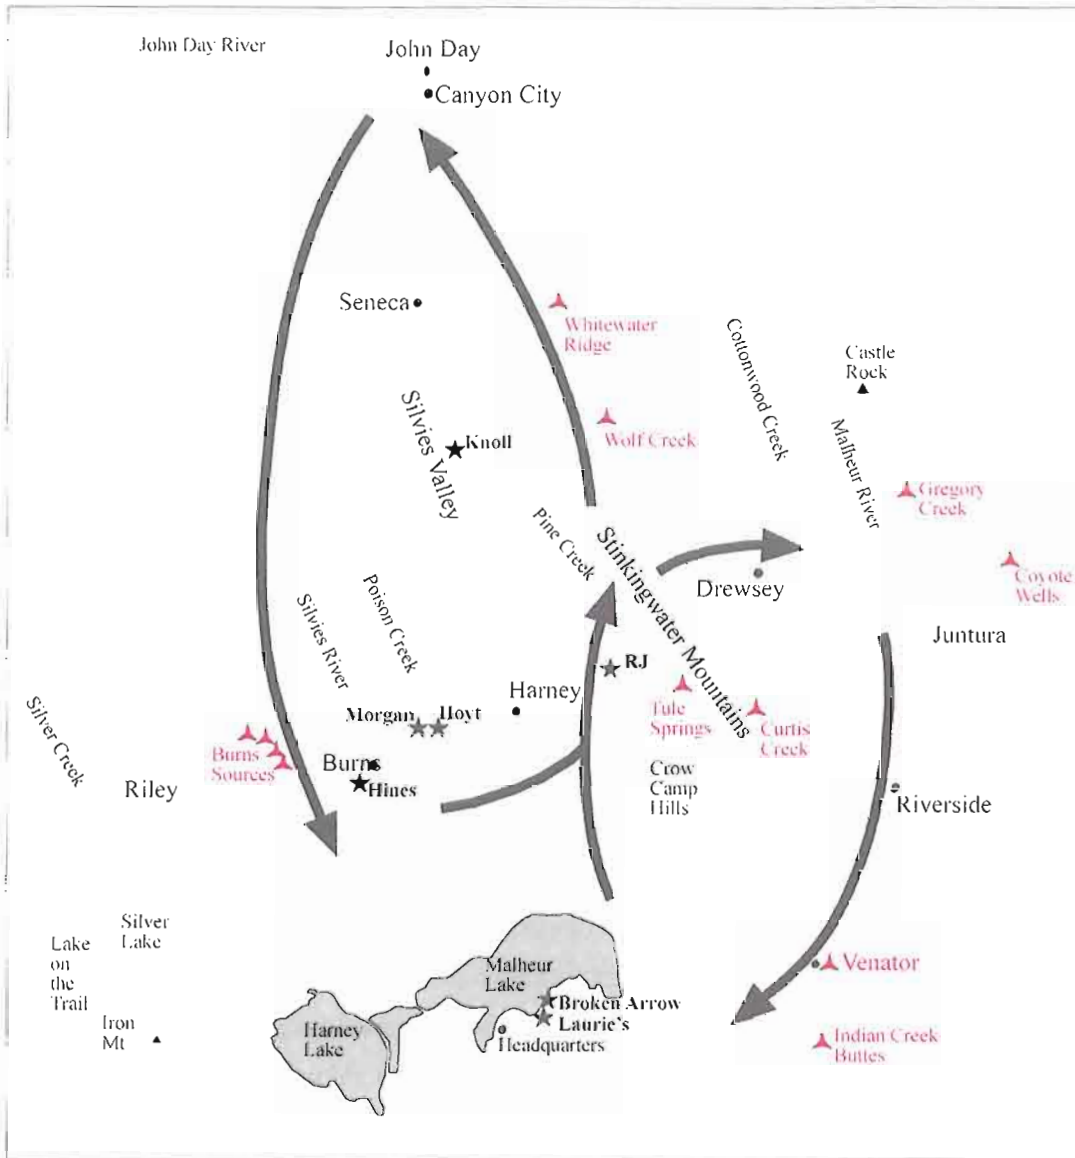 John Day River
John Day
Canyon City
Seneca
Whitewater
Ridge
Cottonwood Creek
Castle
Rock
Silvies Valley
Knoll
Wolf Creek
Malheur River
Gregory
Creek
Pine Creek
Stinkingwater Mountains
Drewsey
Coyote
Wells
Poison Creek
Silvies River
Juntura
RJ
Harney
Tule
Springs
Curtis
Creek
Morgan
Hoyt
Silver Creek
Burns
Sources
Burns
Hines
Riley
Crow
Camp
Hills
Riverside
Silver
Lake
Lake
on
the
Trail
Malheur
Lake
Venator
Broken Arrow
Laurie's
Iron
Mt
Harney
Lake
Headquarters
Indian Creek
Buttes